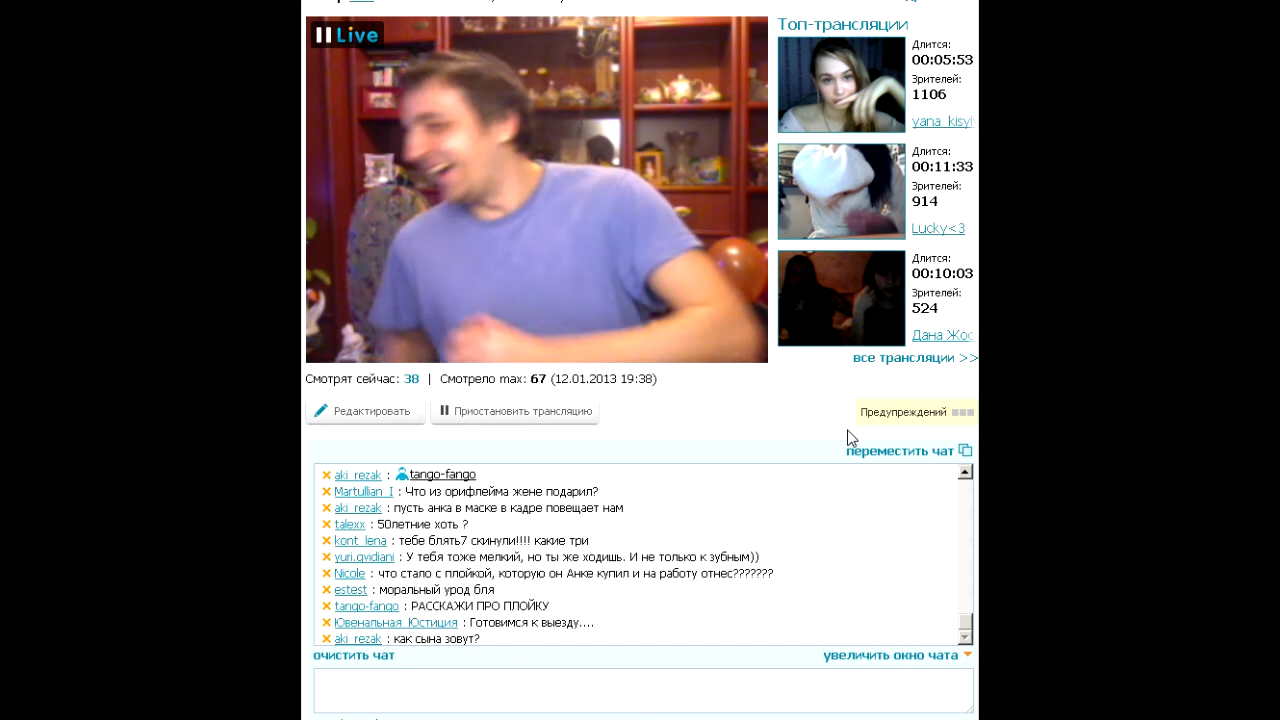 Live
Топ-трансляции
Длится:
00:05:53
Зрителей:
1106
yana_kisyl
Длится:
00:11:33
Зрителей:
914
Lucky<3
Длится:
00:10:03
Зрителей:
524
Дана Жос
все трансляции >>
Смотрят сейчас: 38 | Смотрело max: 67 (12.01.2013 19:38)
Редактировать
Приостановить трансляцию
Предупреждений
переместить чат
aki_rezak : tango-fango
Martullian_I : Что из орифлейма жене подарил?
aki_rezak : пусть анка в маске в кадре повещает нам
talexx : 50летние хоть ?
kont_lena : тебе блять7 скинули!!!! какие три
yuri.gvidiani : У тебя тоже мелкий, но ты же ходишь. И не только к зубным))
Nicole : что стало с плойкой, которую он Анке купил и на работу отнес???????
estest : моральный урод бля
tango-fango : РАССКАЖИ ПРО ПЛОЙКУ
Ювенальная_Юстиция : Готовимся к выезду....
aki_rezak : как сына зовут?
очистить чат
увеличить окно чата